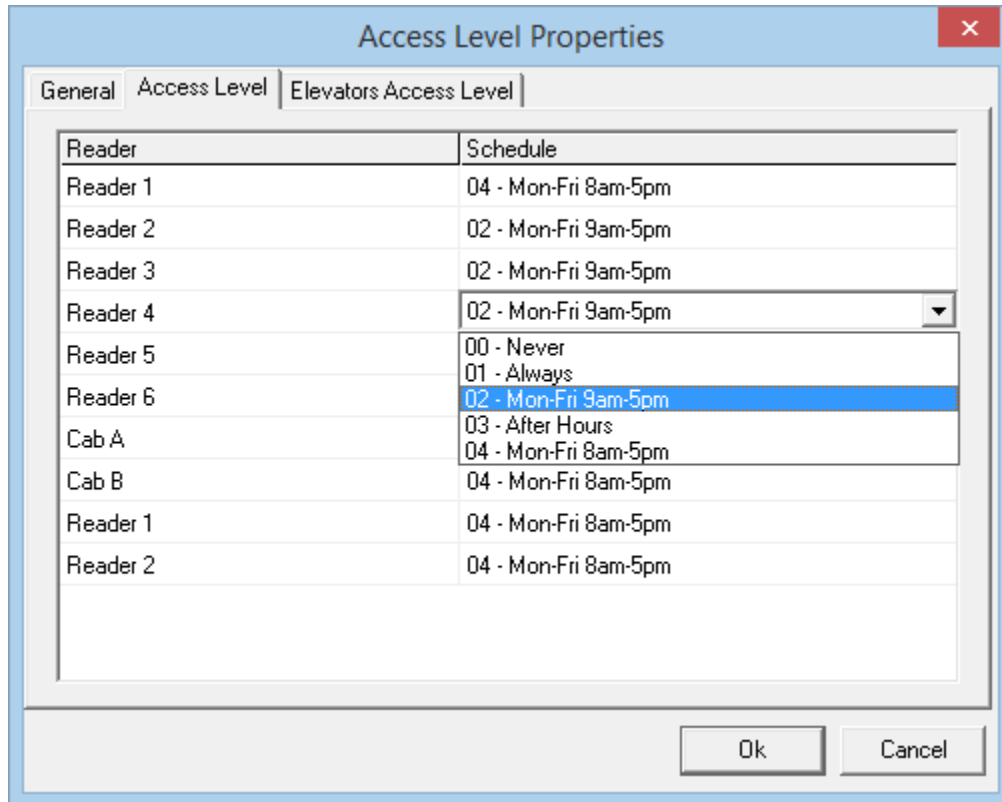 Access Level Properties
General Access Level Elevators Access Level
Reader Schedule
Reader 1 04 - Mon-Fri 8am-5pm
Reader 2 02 - Mon-Fri 9am-5pm
Reader 3 02 - Mon-Fri 9am-5pm
Reader 4 02 - Mon-Fri 9am-5pm
Reader 5
Reader 6
Cab A
00 - Never
01 - Always
02 - Mon-Fri 9am-5pm
03 - After Hours
04 - Mon-Fri 8am-5pm
Cab B 04 - Mon-Fri 8am-5pm
Reader 1 04 - Mon-Fri 8am-5pm
Reader 2 04 - Mon-Fri 8am-5pm
Ok Cancel